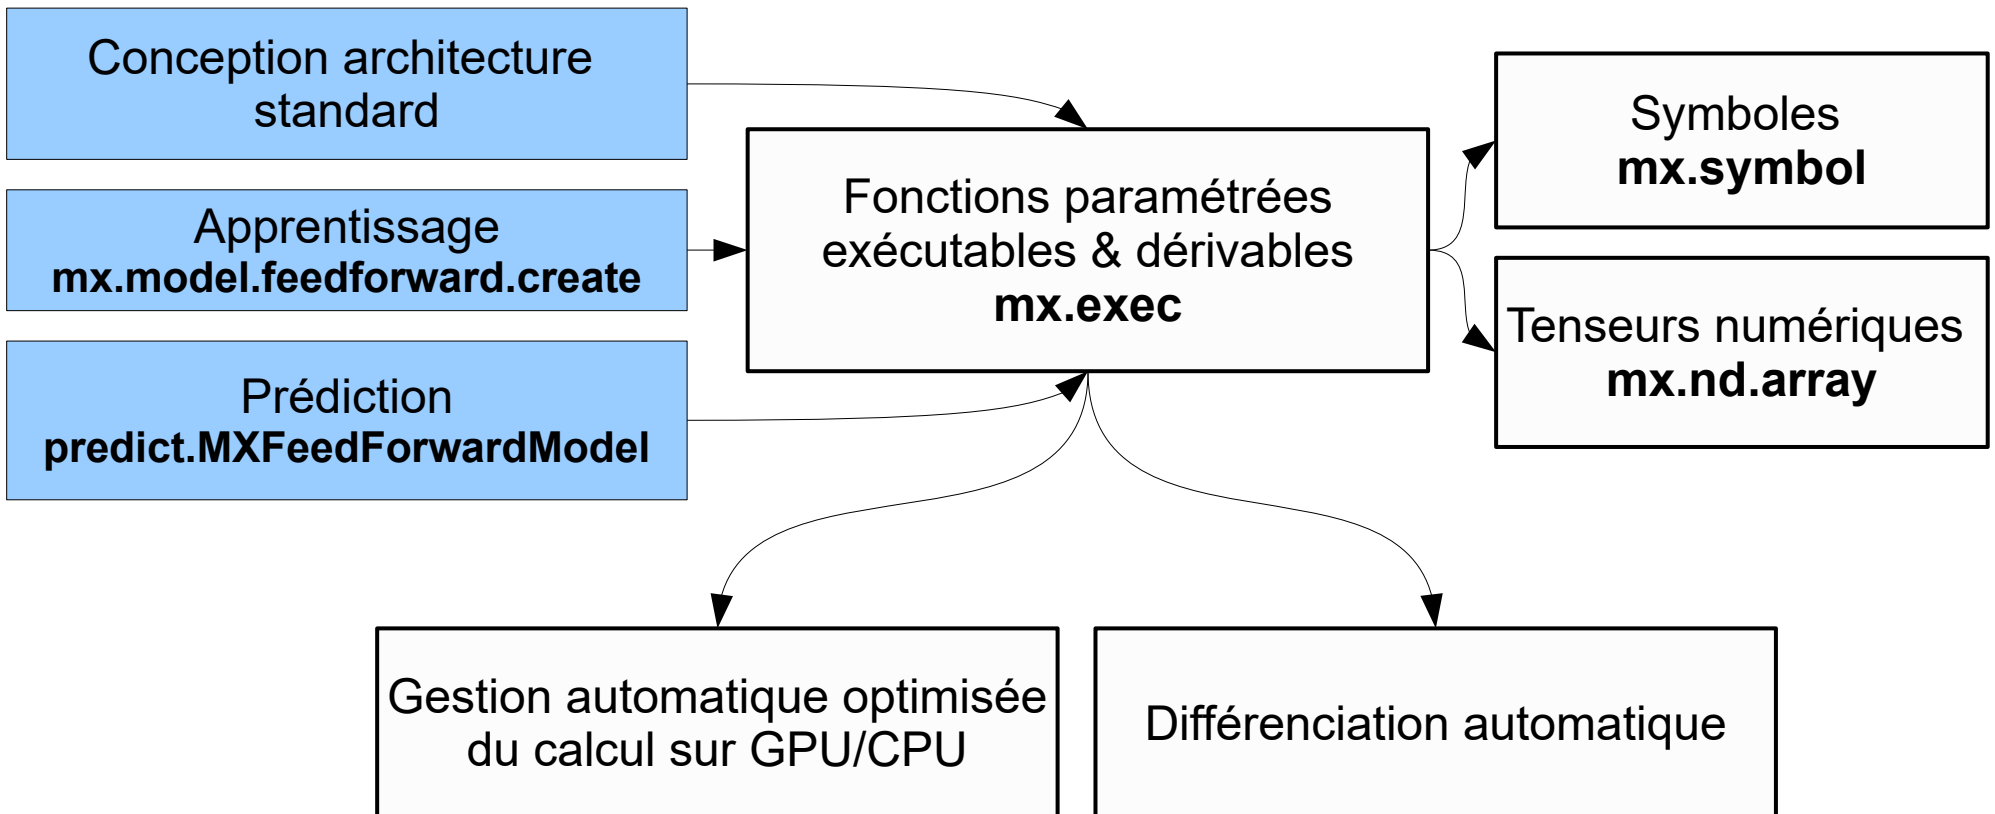 Conception architecture
standard
Apprentissage
mx.model.feedforward.create
Prédiction
predict.MXFeedForwardModel
Fonctions paramétrées
exécutables & dérivables
mx.exec
Symboles
mx.symbol
Tenseurs numériques
mx.nd.array
Gestion automatique optimisée
du calcul sur GPU/CPU
Différenciation automatique